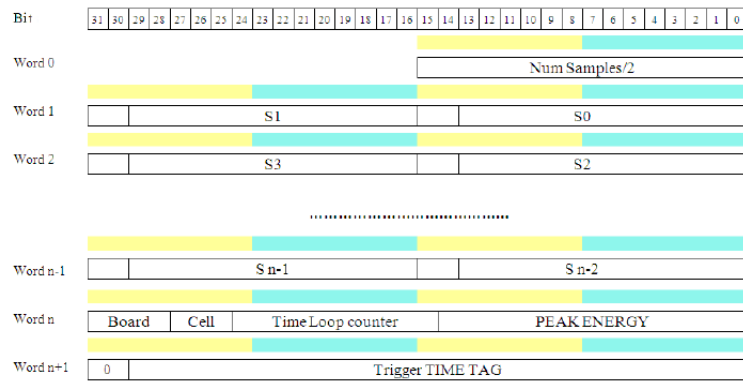 Bit 31 30 29 28 27 26 25 24 23 22 21 20 19 18 17 16 15 14 13 12 11 10 9 8 7 6 5 4 3 2 1 0
Word 0 Num Samples/2
Word 1 S1 S0
Word 2 S3 S2
................................................
Word n-1 S n-1 S n-2
Word n Board Cell Time Loop counter PEAK ENERGY
Word n+1 0 Trigger TIME TAG